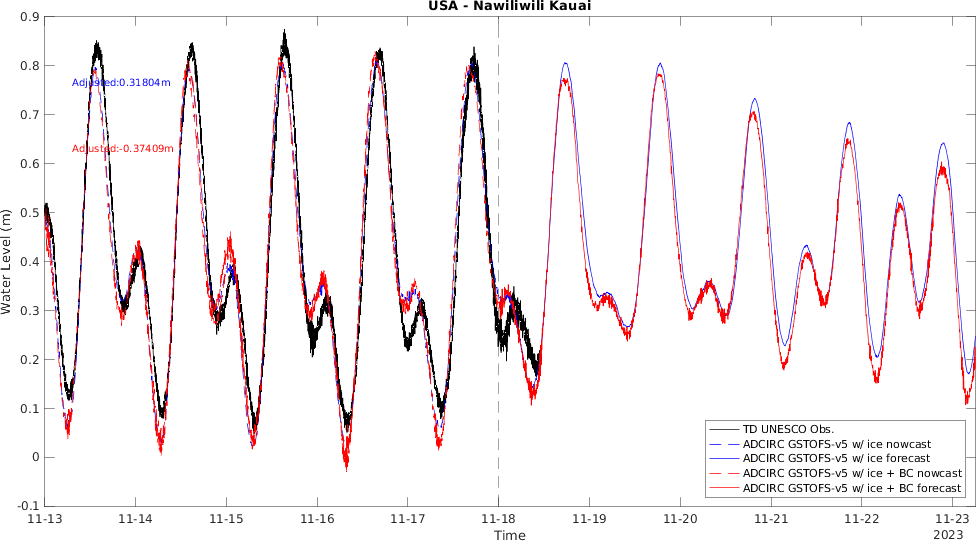 USA - Nawiliwili Kauai
0.9
0.8
Adjusted:0.31804m
0.7
Adjusted:-0.37409m
0.6
0.5
0.4
0.3
0.2
0.1
0
-0.1
Water Level (m)
TD UNESCO Obs.
ADCIRC GSTOFS-v5 w/ ice nowcast
ADCIRC GSTOFS-v5 w/ ice forecast
ADCIRC GSTOFS-v5 w/ ice + BC nowcast
ADCIRC GSTOFS-v5 w/ ice + BC forecast
11-13 11-14 11-15 11-16 11-17 11-18 11-19 11-20 11-21 11-22 11-23
Time
2023